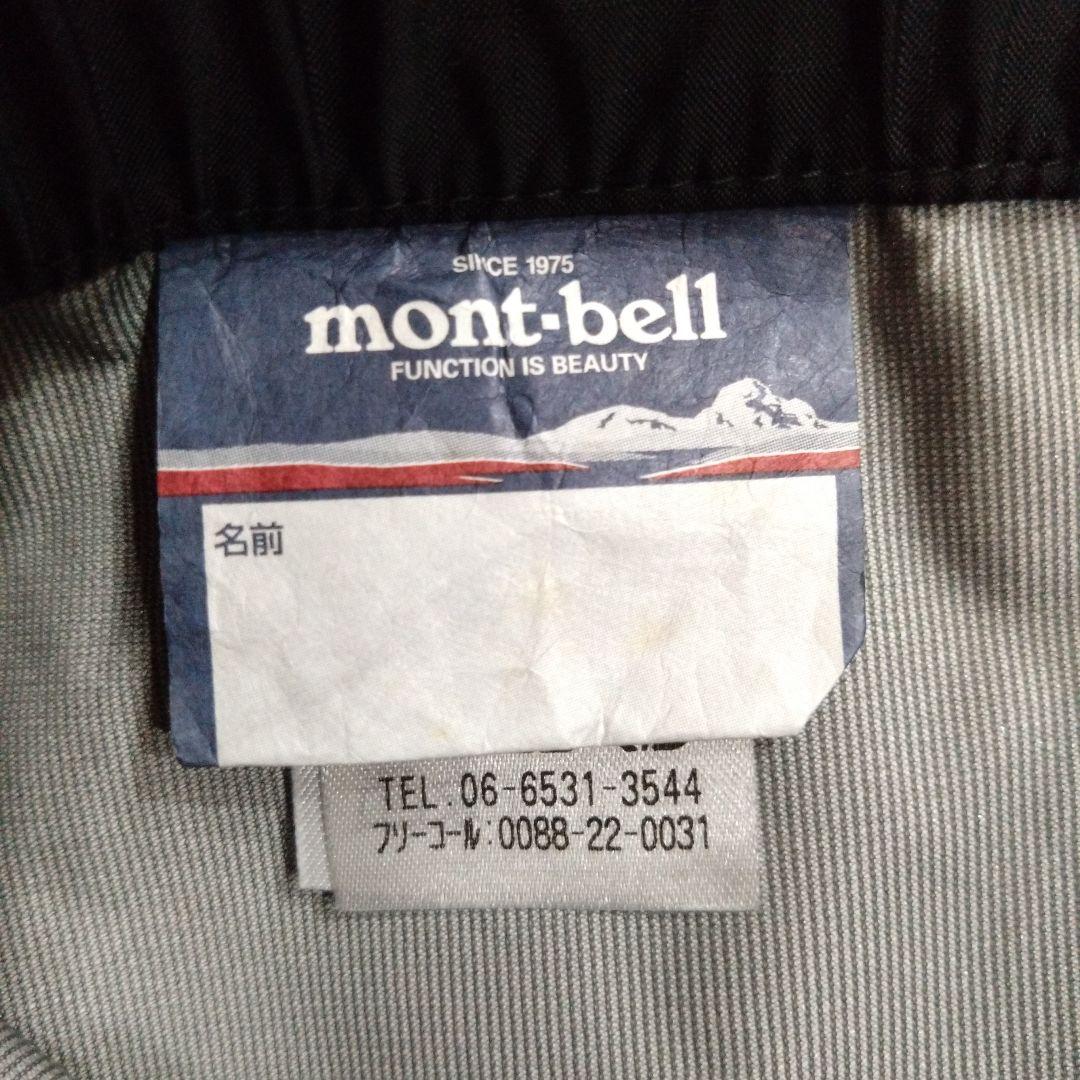 SINCE 1975
mont-bell
FUNCTION IS BEAUTY
名前
TEL.06-6531-3544
フリーコール:0088-22-0031